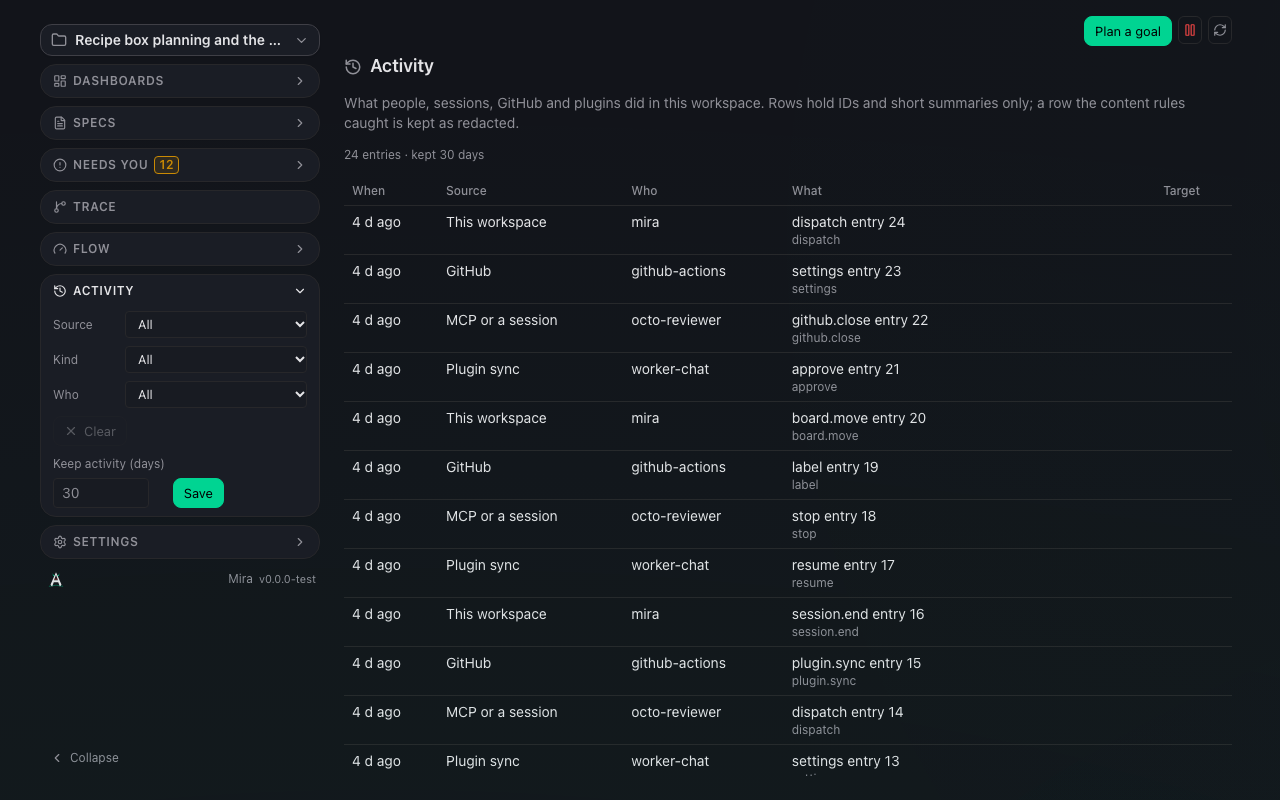 Recipe box planning and the ...
DASHBOARDS
SPECS
NEEDS YOU 12
TRACE
FLOW
ACTIVITY
Source All
Kind All
Who All
Clear
Keep activity (days)
30 Save
SETTINGS
A Mira v0.0.0-test
Collapse
Plan a goal
Activity
What people, sessions, GitHub and plugins did in this workspace. Rows hold IDs and short summaries only; a row the content rules
caught is kept as redacted.
24 entries · kept 30 days
When Source Who What Target
4 d ago This workspace mira dispatch entry 24
dispatch
4 d ago GitHub github-actions settings entry 23
settings
4 d ago MCP or a session octo-reviewer github.close entry 22
github.close
4 d ago Plugin sync worker-chat approve entry 21
approve
4 d ago This workspace mira board.move entry 20
board.move
4 d ago GitHub github-actions label entry 19
label
4 d ago MCP or a session octo-reviewer stop entry 18
stop
4 d ago Plugin sync worker-chat resume entry 17
resume
4 d ago This workspace mira session.end entry 16
session.end
4 d ago GitHub github-actions plugin.sync entry 15
plugin.sync
4 d ago MCP or a session octo-reviewer dispatch entry 14
dispatch
4 d ago Plugin sync worker-chat settings entry 13